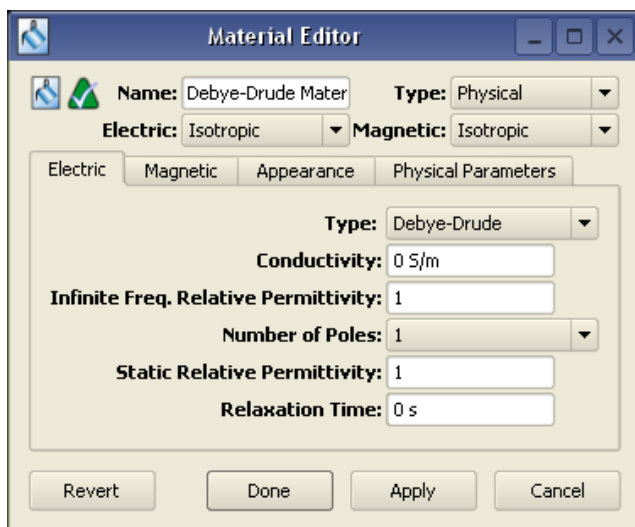 Material Editor
Name: Debye-Drude Mater Type: Physical
Electric: Isotropic Magnetic: Isotropic
Electric Magnetic Appearance Physical Parameters
Type: Debye-Drude
Conductivity: 0 S/m
Infinite Freq. Relative Permittivity: 1
Number of Poles: 1
Static Relative Permittivity: 1
Relaxation Time: 0 s
Revert Done Apply Cancel